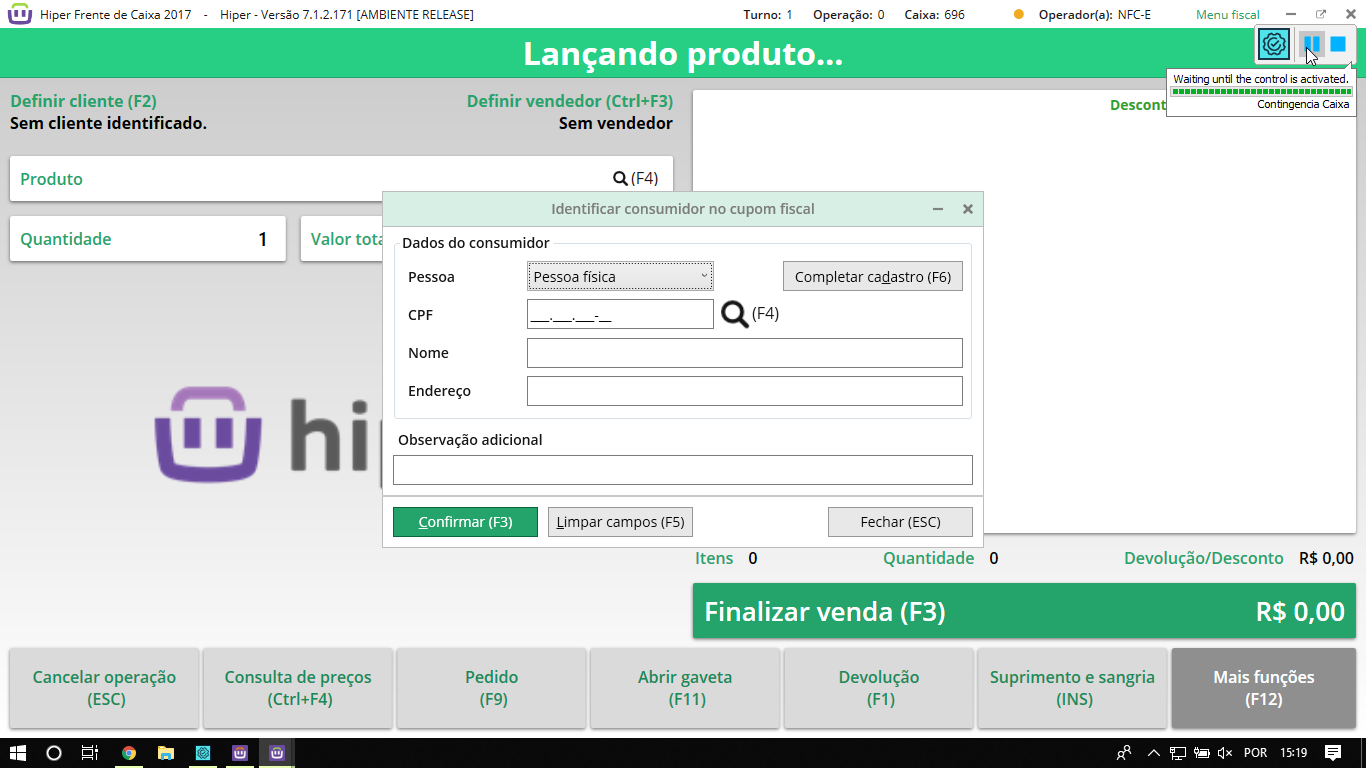 Hiper Frente de Caixa 2017 - Hiper - Versão 7.1.2.171 [AMBIENTE RELEASE] Turno: 1 Operação: 0 Caixa: 696 Operador(a): NFC-E Menu fiscal
Lançando produto...
Waiting until the control is activated.
Contingencia Caixa
Definir cliente (F2) Definir vendedor (Ctrl+F3)
Sem cliente identificado. Sem vendedor
Descont
Produto (F4)
Quantidade 1 Valor tota
hip
Identificar consumidor no cupom fiscal
Dados do consumidor
Pessoa Pessoa física Completar cadastro (F6)
CPF ___.___.___-__ (F4)
Nome
Endereço
Observação adicional
Confirmar (F3) Limpar campos (F5) Fechar (ESC)
Itens 0 Quantidade 0 Devolução/Desconto R$ 0,00
Finalizar venda (F3) R$ 0,00
Cancelar operação (ESC)
Consulta de preços (Ctrl+F4)
Pedido (F9)
Abrir gaveta (F11)
Devolução (F1)
Suprimento e sangria (INS)
Mais funções (F12)
POR 15:19